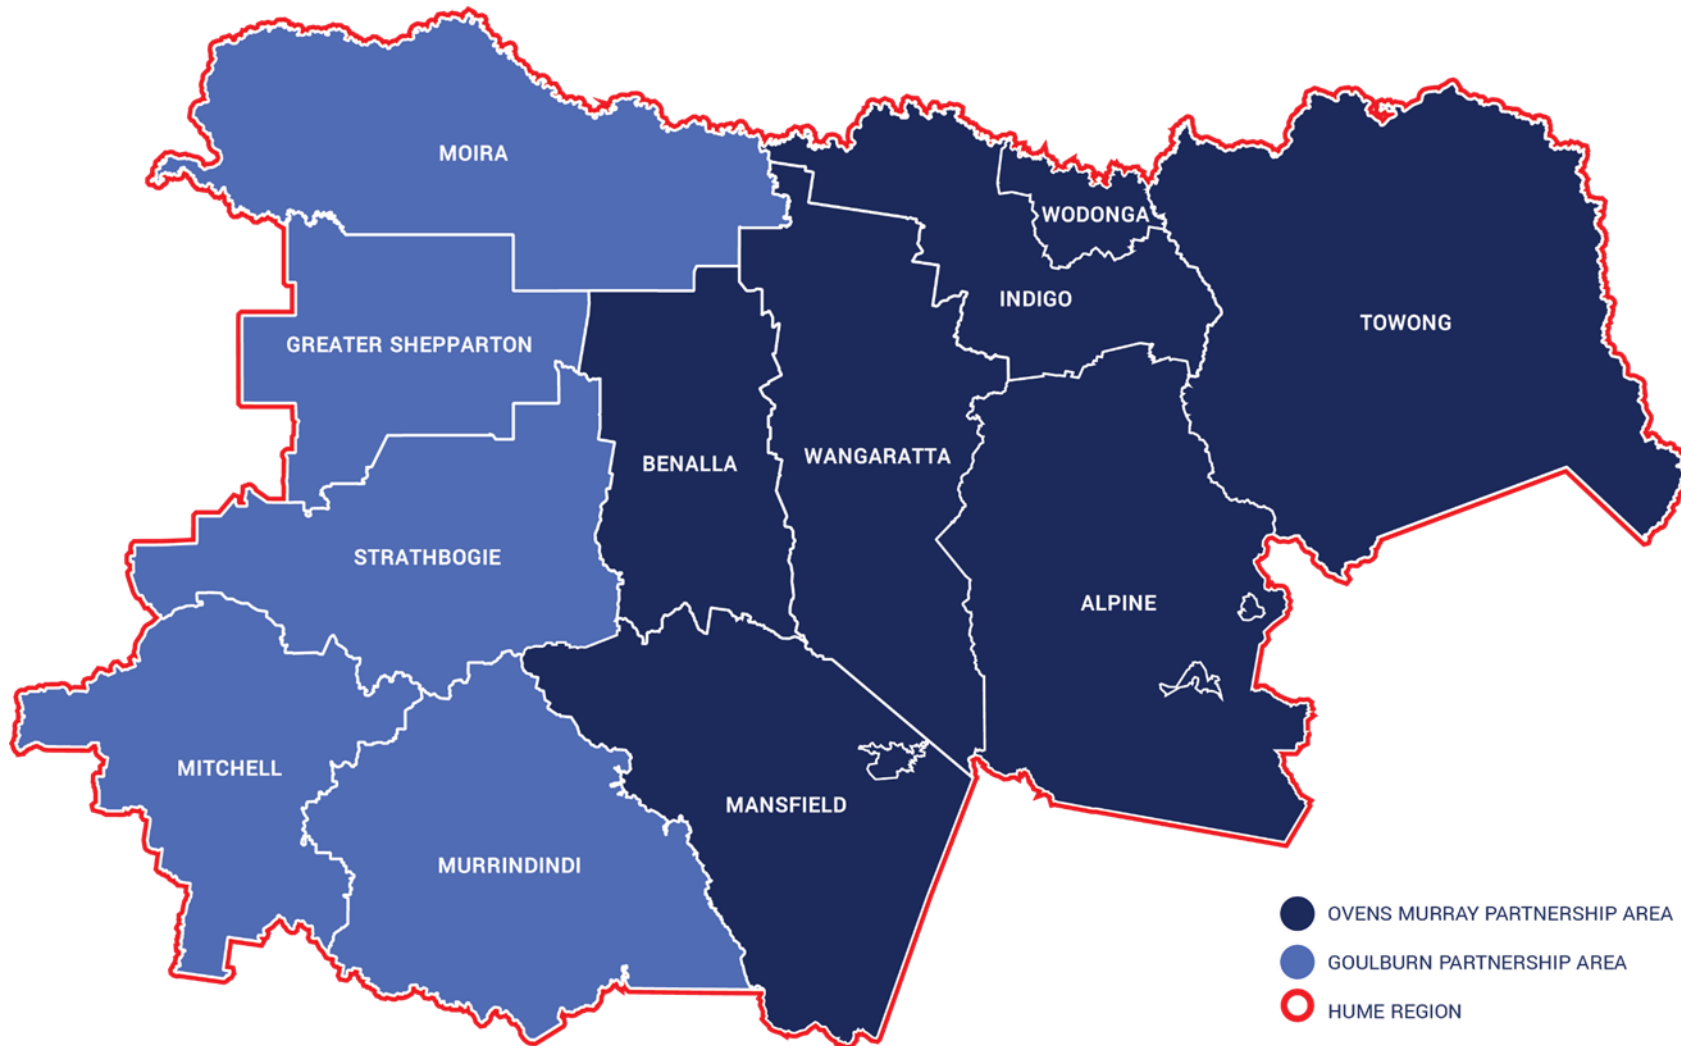 MOIRA
WODONGA
INDIGO
TOWONG
GREATER SHEPPARTON
BENALLA
WANGARATTA
STRATHBOGIE
ALPINE
MITCHELL
MANSFIELD
MURRINDINDI
OVENS MURRAY PARTNERSHIP AREA
GOULBURN PARTNERSHIP AREA
HUME REGION